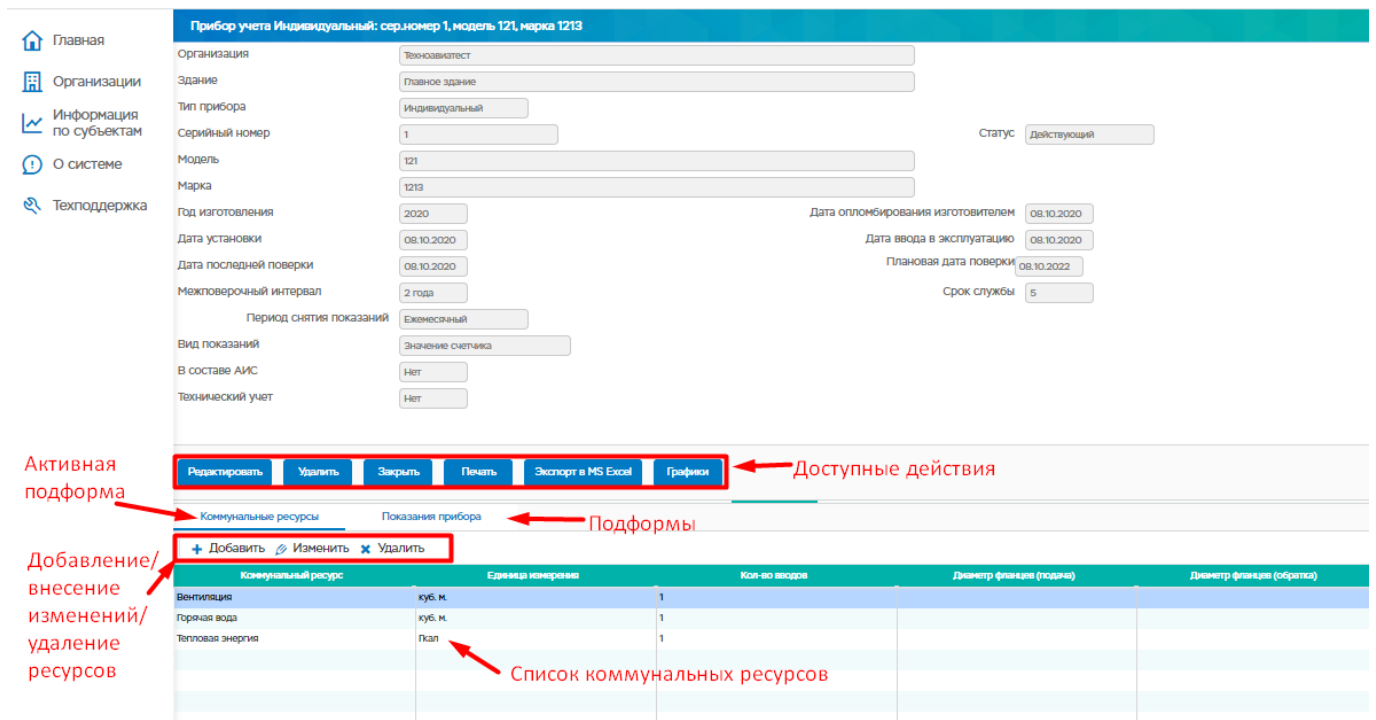 Прибор учета Индивидуальный: сер.номер 1, модель 121, марка 1213
Главная
Организации
Информация
по субъектам
О системе
Техподдержка
Организация Техноавиатест
Здание Главное здание
Тип прибора Индивидуальный
Серийный номер 1 Статус Действующий
Модель 121
Марка 1213
Год изготовления 2020 Дата опломбирования изготовителем 08.10.2020
Дата установки 08.10.2020 Дата ввода в эксплуатацию 08.10.2020
Дата последней поверки 08.10.2020 Плановая дата поверки 08.10.2022
Межповерочный интервал 2 года Срок службы 5
Период снятия показаний Ежемесячный
Вид показаний Значение счетчика
В составе АИС Нет
Технический учет Нет
Активная
подформа
Редактировать Удалить Закрыть Печать Экспорт в MS Excel Графики
Доступные действия
Коммунальные ресурсы Показания прибора
Подформы
Добавить Изменить Удалить
Добавление/
внесение
изменений/
удаление
ресурсов
Коммунальный ресурс Единица измерения Кол-во вводов Диаметр фланцев (подача) Диаметр фланцев (обратка)
Вентиляция куб. м. 1
Горячая вода куб. м. 1
Тепловая энергия Гкал 1
Список коммунальных ресурсов